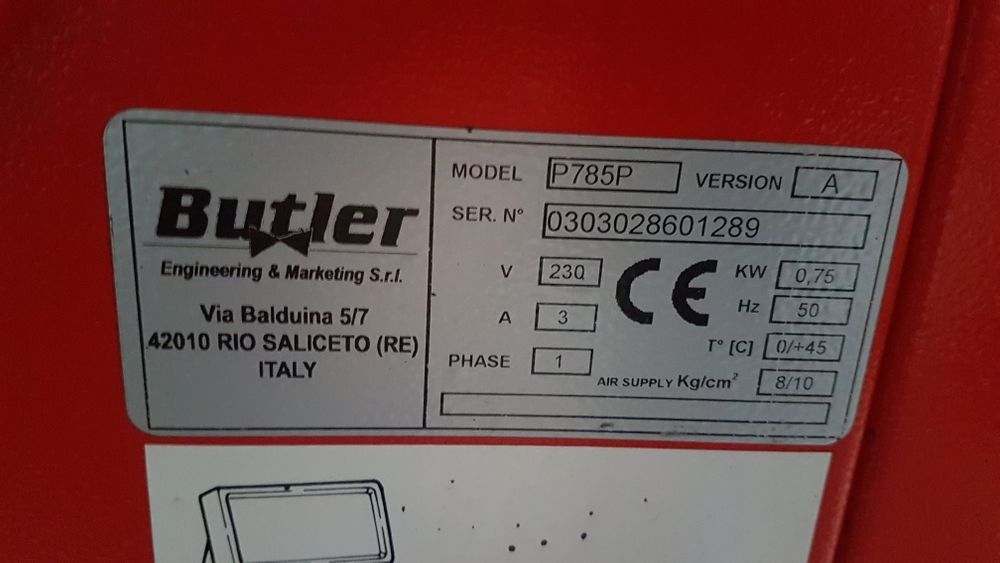 Butler
Engineering & Marketing S.r.l.
Via Balduina 5/7
42010 RIO SALICETO (RE)
ITALY
MODEL P785P VERSION A
SER. N° 0303028601289
V 230 CE KW 0,75
A 3 Hz 50
T° [C] 0/+45
PHASE 1
AIR SUPPLY Kg/cm² 8/10